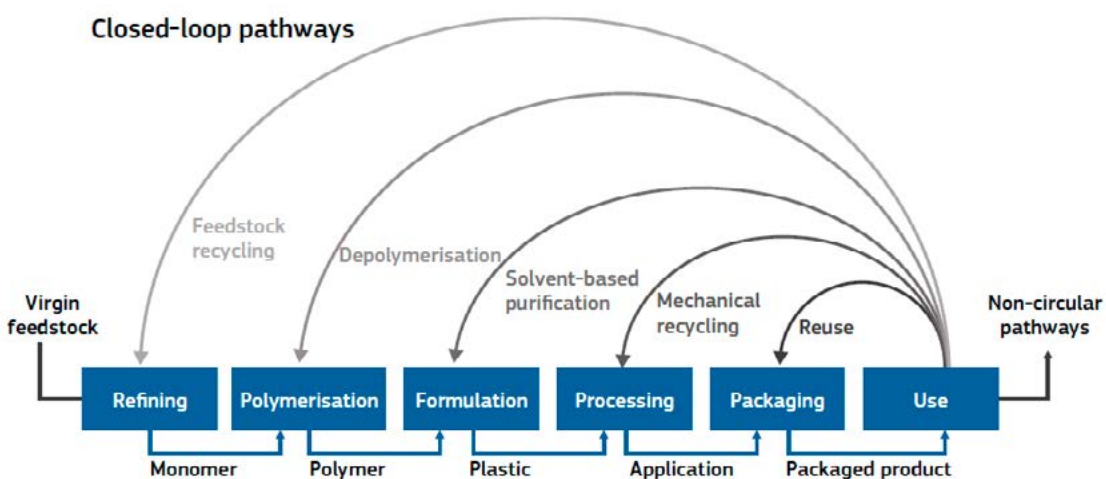 Closed-loop pathways
Feedstock
recycling
Depolymerisation
Solvent-based
purification
Mechanical
recycling
Reuse
Virgin
feedstock
Non-circular
pathways
Refining
Polymerisation
Formulation
Processing
Packaging
Use
Monomer
Polymer
Plastic
Application
Packaged product